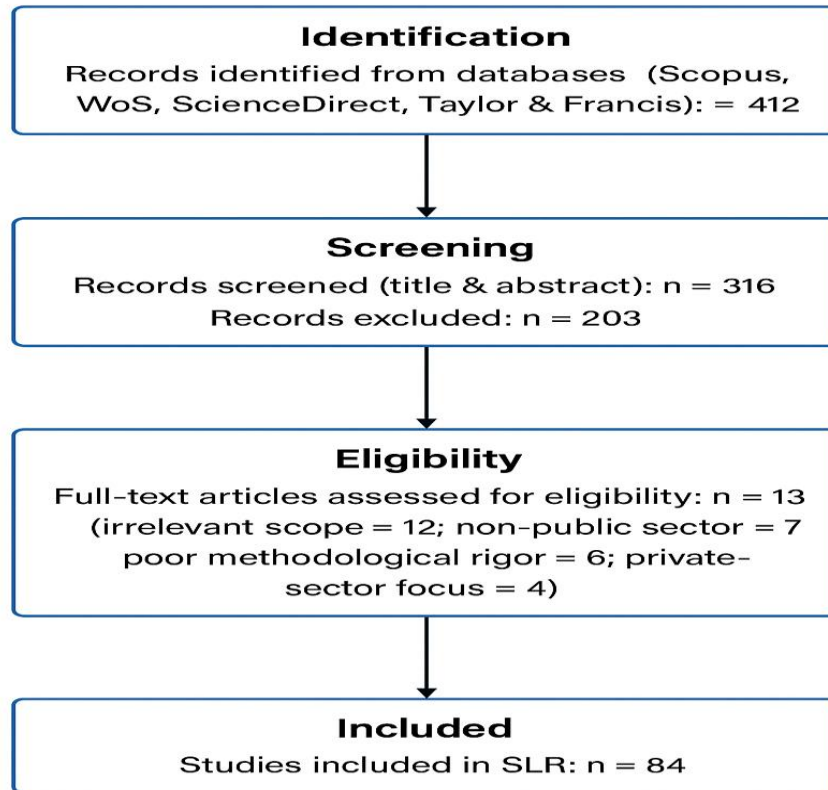 Identification
Records identified from databases (Scopus,
WoS, ScienceDirect, Taylor & Francis): = 412
Screening
Records screened (title & abstract): n = 316
Records excluded: n = 203
Eligibility
Full-text articles assessed for eligibility: n = 13
(irrelevant scope = 12; non-public sector = 7
poor methodological rigor = 6; private-
sector focus = 4)
Included
Studies included in SLR: n = 84